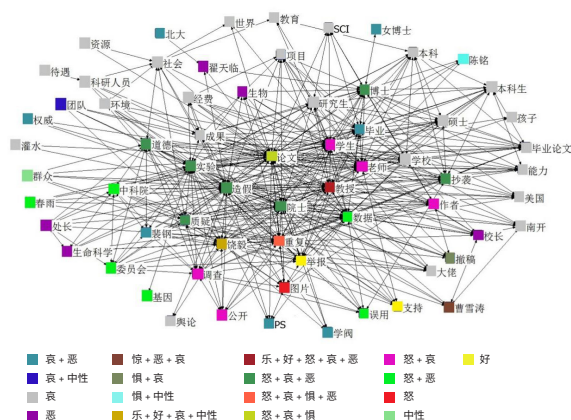 世界
教育
SCI
女博士
北大
资源
社会
翟天临
项目
本科
陈铭
待遇
科研人员
生物
博士
本科生
团队
环境
经费
研究生
硕士
孩子
权威
成果
毕业
灌水
道德
论文
学生
学校
毕业论文
实验
老师
能力
群众
中科院
造假
教授
抄袭
美国
春雨
院士
数据
作者
处长
质疑
裴钢
饶毅
重复
校长
南开
生命科学
举报
撤稿
委员会
调查
大佬
基因
图片
支持
曹雪涛
舆论
公开
PS
学阀
误用
哀+恶
惊+恶+哀
乐+好+怒+哀+恶
怒+哀
好
哀+中性
惧+哀
怒+哀+恶
怒+恶
哀
惧+中性
怒+哀+惧+恶
怒
恶
乐+好+哀+中性
怒+哀+惧
中性